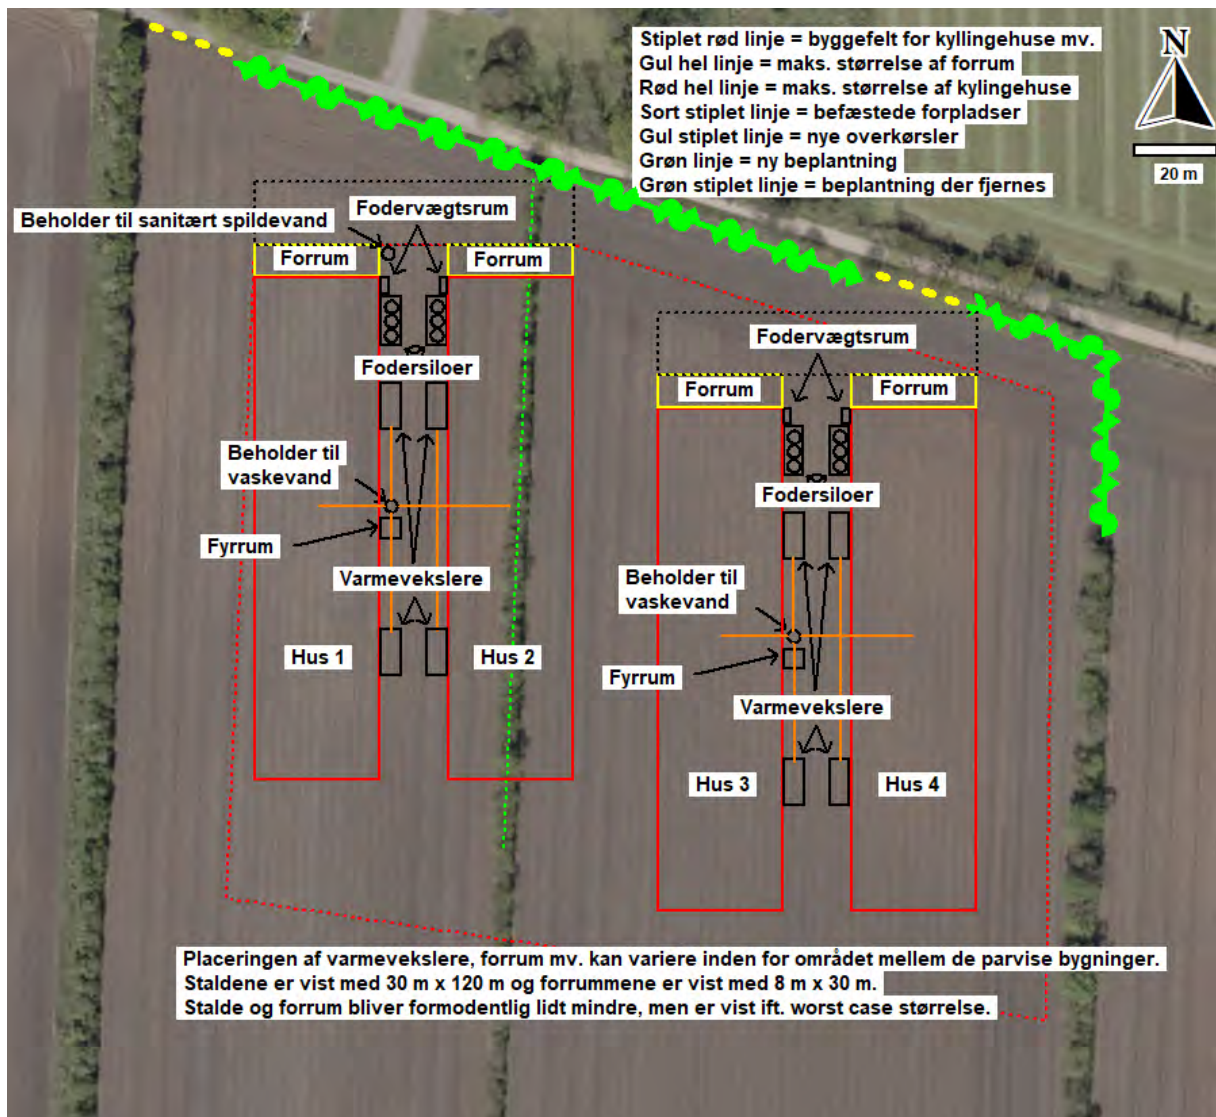 Stiplet rød linje = byggefelt for kyllingehuse mv.
Gul hel linje = maks. størrelse af forrum
Rød hel linje = maks. størrelse af kylingehuse
Sort stiplet linje = befæstede forpladser
Gul stiplet linje = nye overkørsler
Grøn linje = ny beplantning
Grøn stiplet linje = beplantning der fjernes
N
20 m
Fodervægtsrum
Beholder til sanitært spildevand
Forrum
Forrum
Fodersiloer
Fodervægtsrum
Forrum
Forrum
Beholder til
vaskevand
Fyrrum
Varmevekslere
Fodersiloer
Beholder til
vaskevand
Hus 1
Hus 2
Fyrrum
Varmevekslere
Hus 3
Hus 4
Placeringen af varmevekslere, forrum mv. kan variere inden for området mellem de parvise bygninger.
Staldene er vist med 30 m x 120 m og forrummene er vist med 8 m x 30 m.
Stalde og forrum bliver formodentlig lidt mindre, men er vist ift. worst case størrelse.